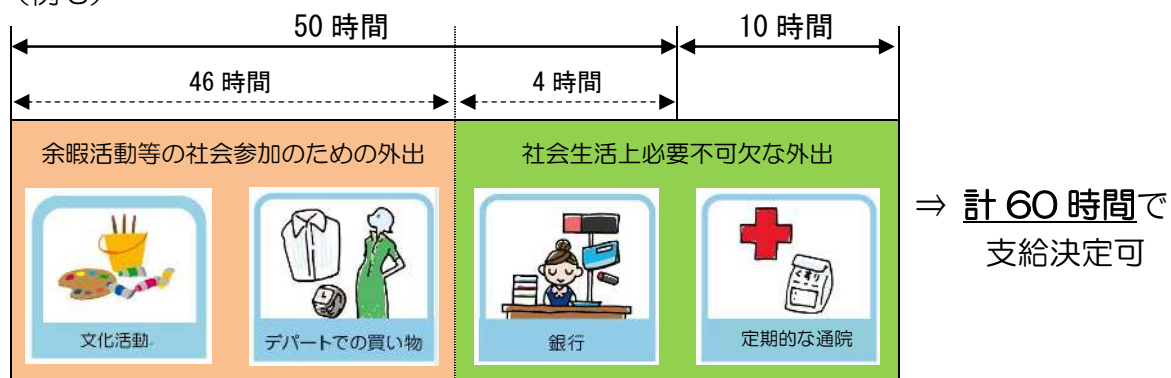 50 時間
10 時間
46 時間
4 時間
余暇活動等の社会参加のための外出
社会生活上必要不可欠な外出
文化活動
デパートでの買い物
銀行
くすり
定期的な通院
⇒ 計 60 時間で
支給決定可